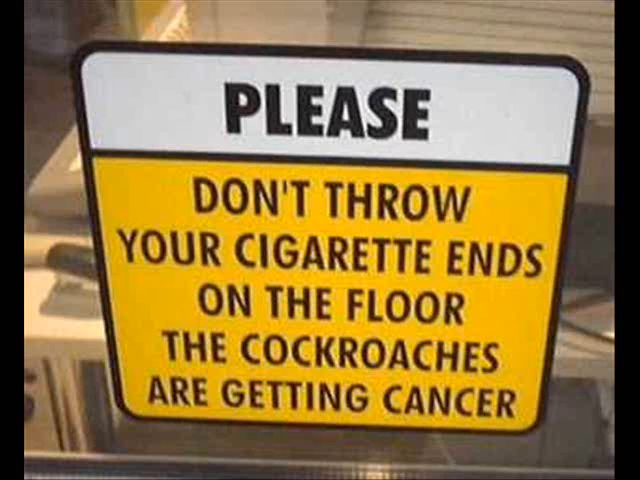 PLEASE
DON'T THROW
YOUR CIGARETTE ENDS
ON THE FLOOR
THE COCKROACHES
ARE GETTING CANCER